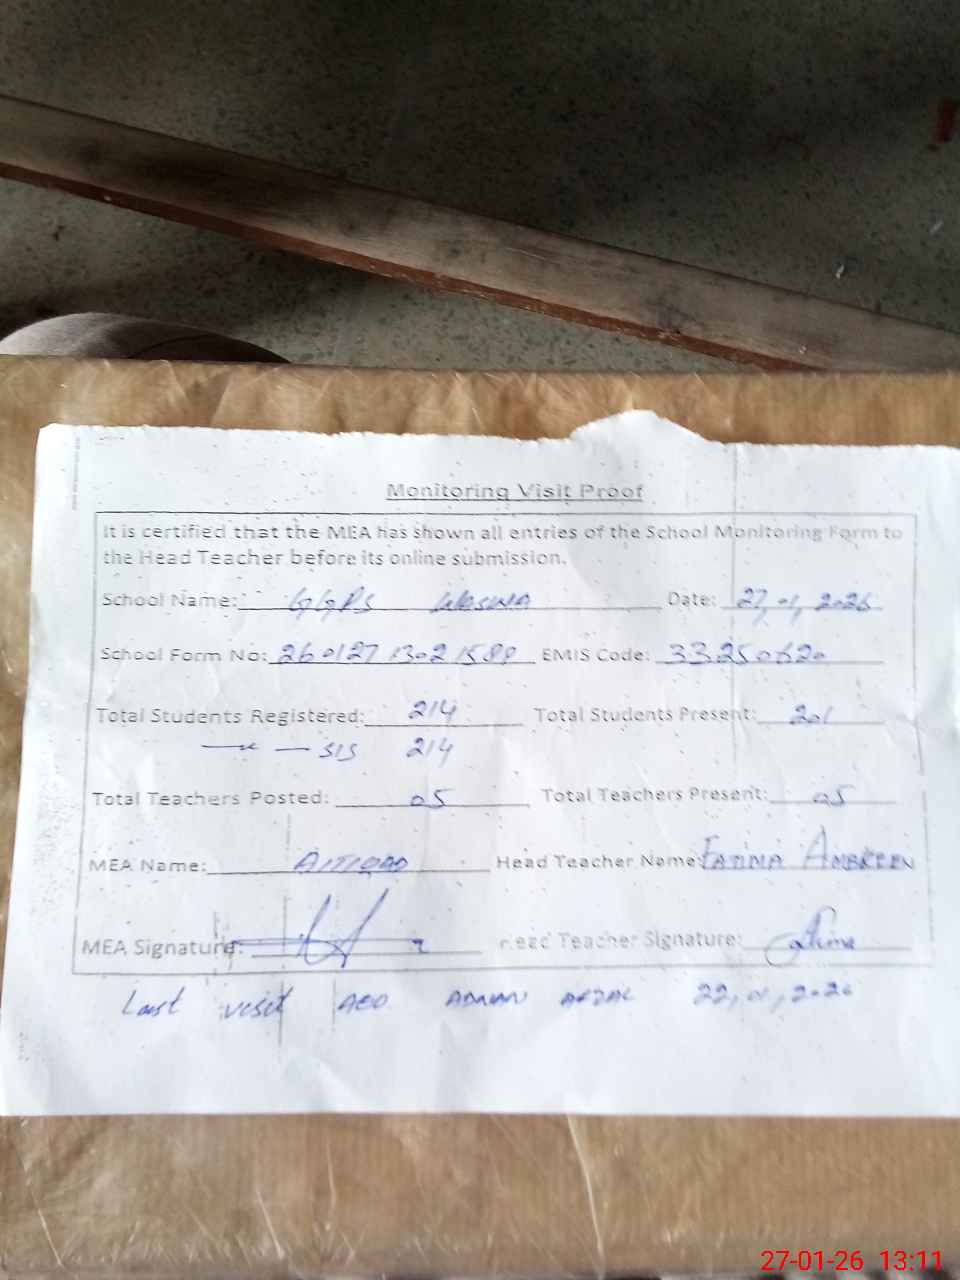 Monitoring Visit Proof
It is certified that the MEA has shown all entries of the School Monitoring Form to
the Head Teacher before its online submission.
School Name: GGPS Date: 27, 01, 2026
School Form No: EMIS Code: 33250620
Total Students Registered: 214 Total Students Present: 201
SIS 214
Total Teachers Posted: 05 Total Teachers Present: 05
MEA Name: Head Teacher Name: FATIMA AMBREEN
MEA Signature: Head Teacher Signature:
Last visit AEO ADNAN AFZAL 22, 01, 2026
27-01-26 13:11